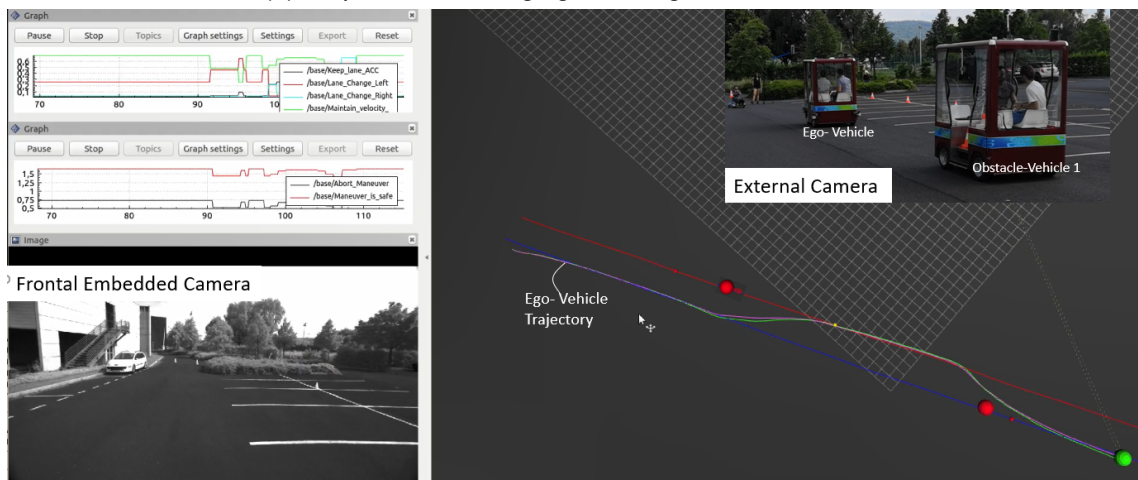 Graph
Pause Stop Topics Graph settings Settings Export Reset
0,6
0,5
0,4
0,3
0,2
0,1
/base/Keep_lane_ACC
/base/Lane_Change_Left
/base/Lane_Change_Right
/base/Maintain_velocity_
70 80 90
Graph
Pause Stop Topics Graph settings Settings Export Reset
1,5
1,25
1
0,75
0,5
/base/Abort_Maneuver
/base/Maneuver_is_safe
70 80 90 100 110
Image
Frontal Embedded Camera
Ego- Vehicle
Trajectory
Ego- Vehicle
Obstacle-Vehicle 1
External Camera